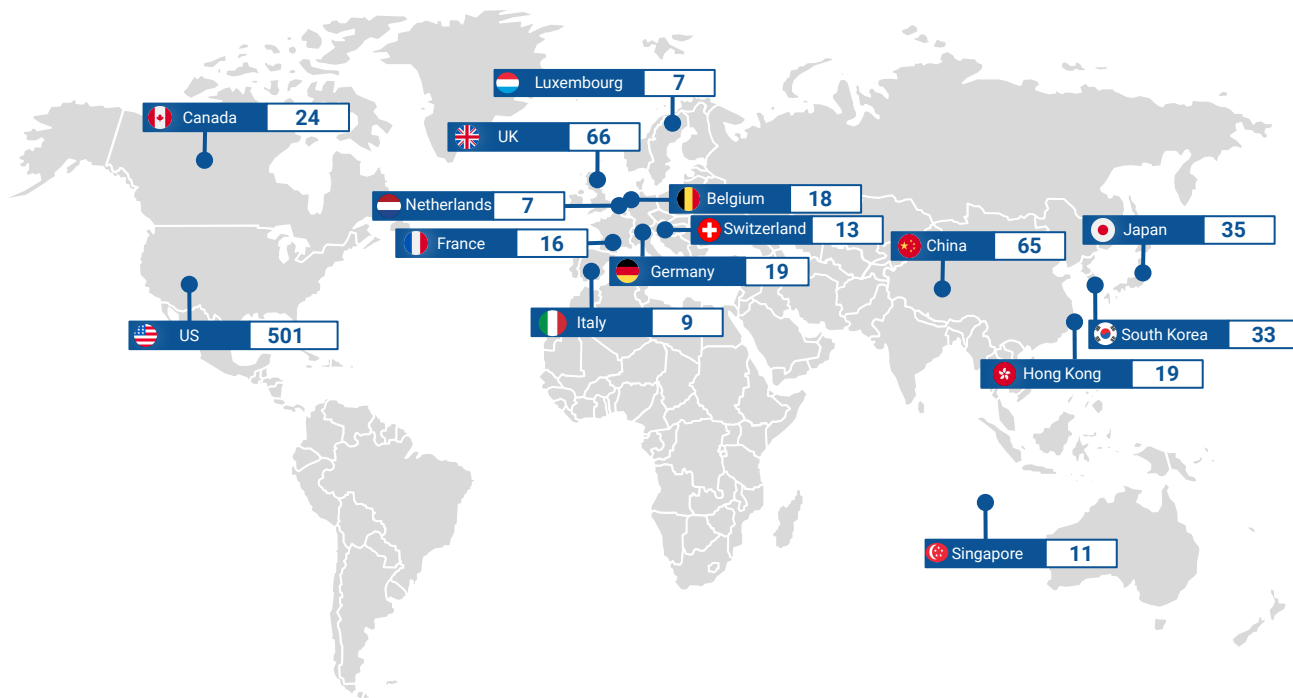 Luxembourg 7
Canada 24
UK 66
Netherlands 7
Belgium 18
Switzerland 13
France 16
China 65
Japan 35
Germany 19
Italy 9
US 501
South Korea 33
Hong Kong 19
Singapore 11